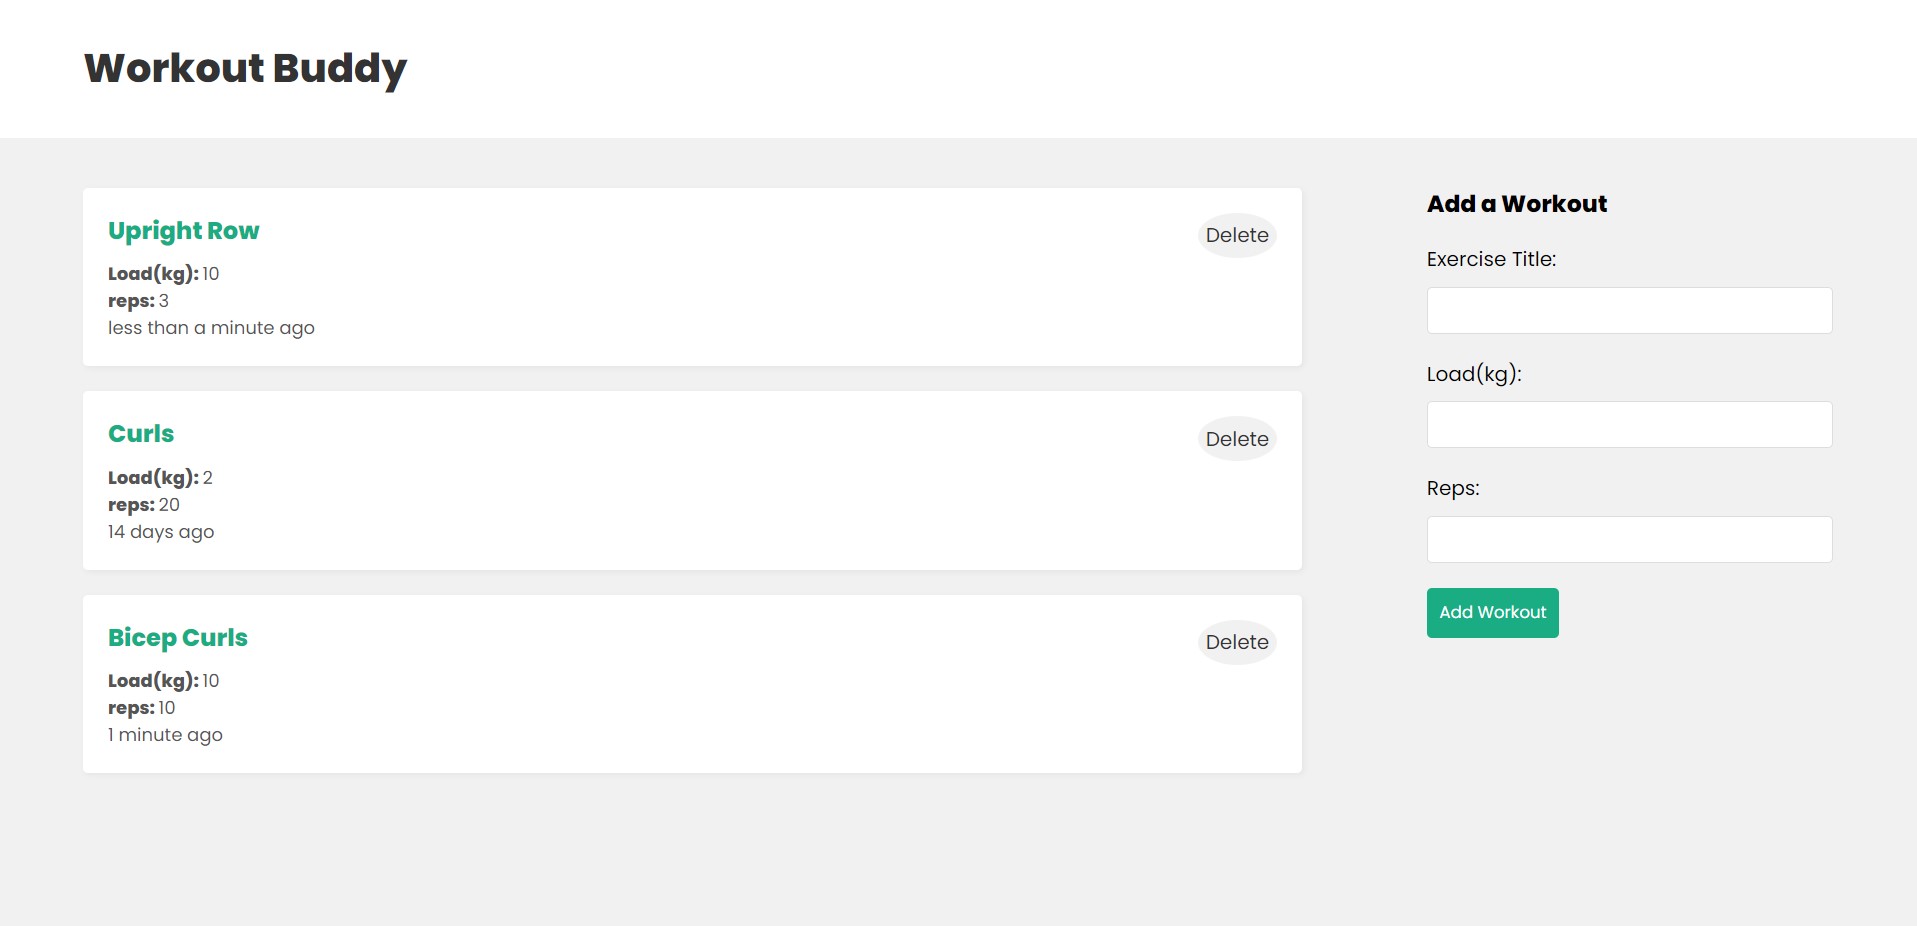 Workout Buddy
Upright Row
Delete
Load(kg): 10
reps: 3
less than a minute ago
Curls
Delete
Load(kg): 2
reps: 20
14 days ago
Bicep Curls
Delete
Load(kg): 10
reps: 10
1 minute ago
Add a Workout
Exercise Title:
Load(kg):
Reps:
Add Workout